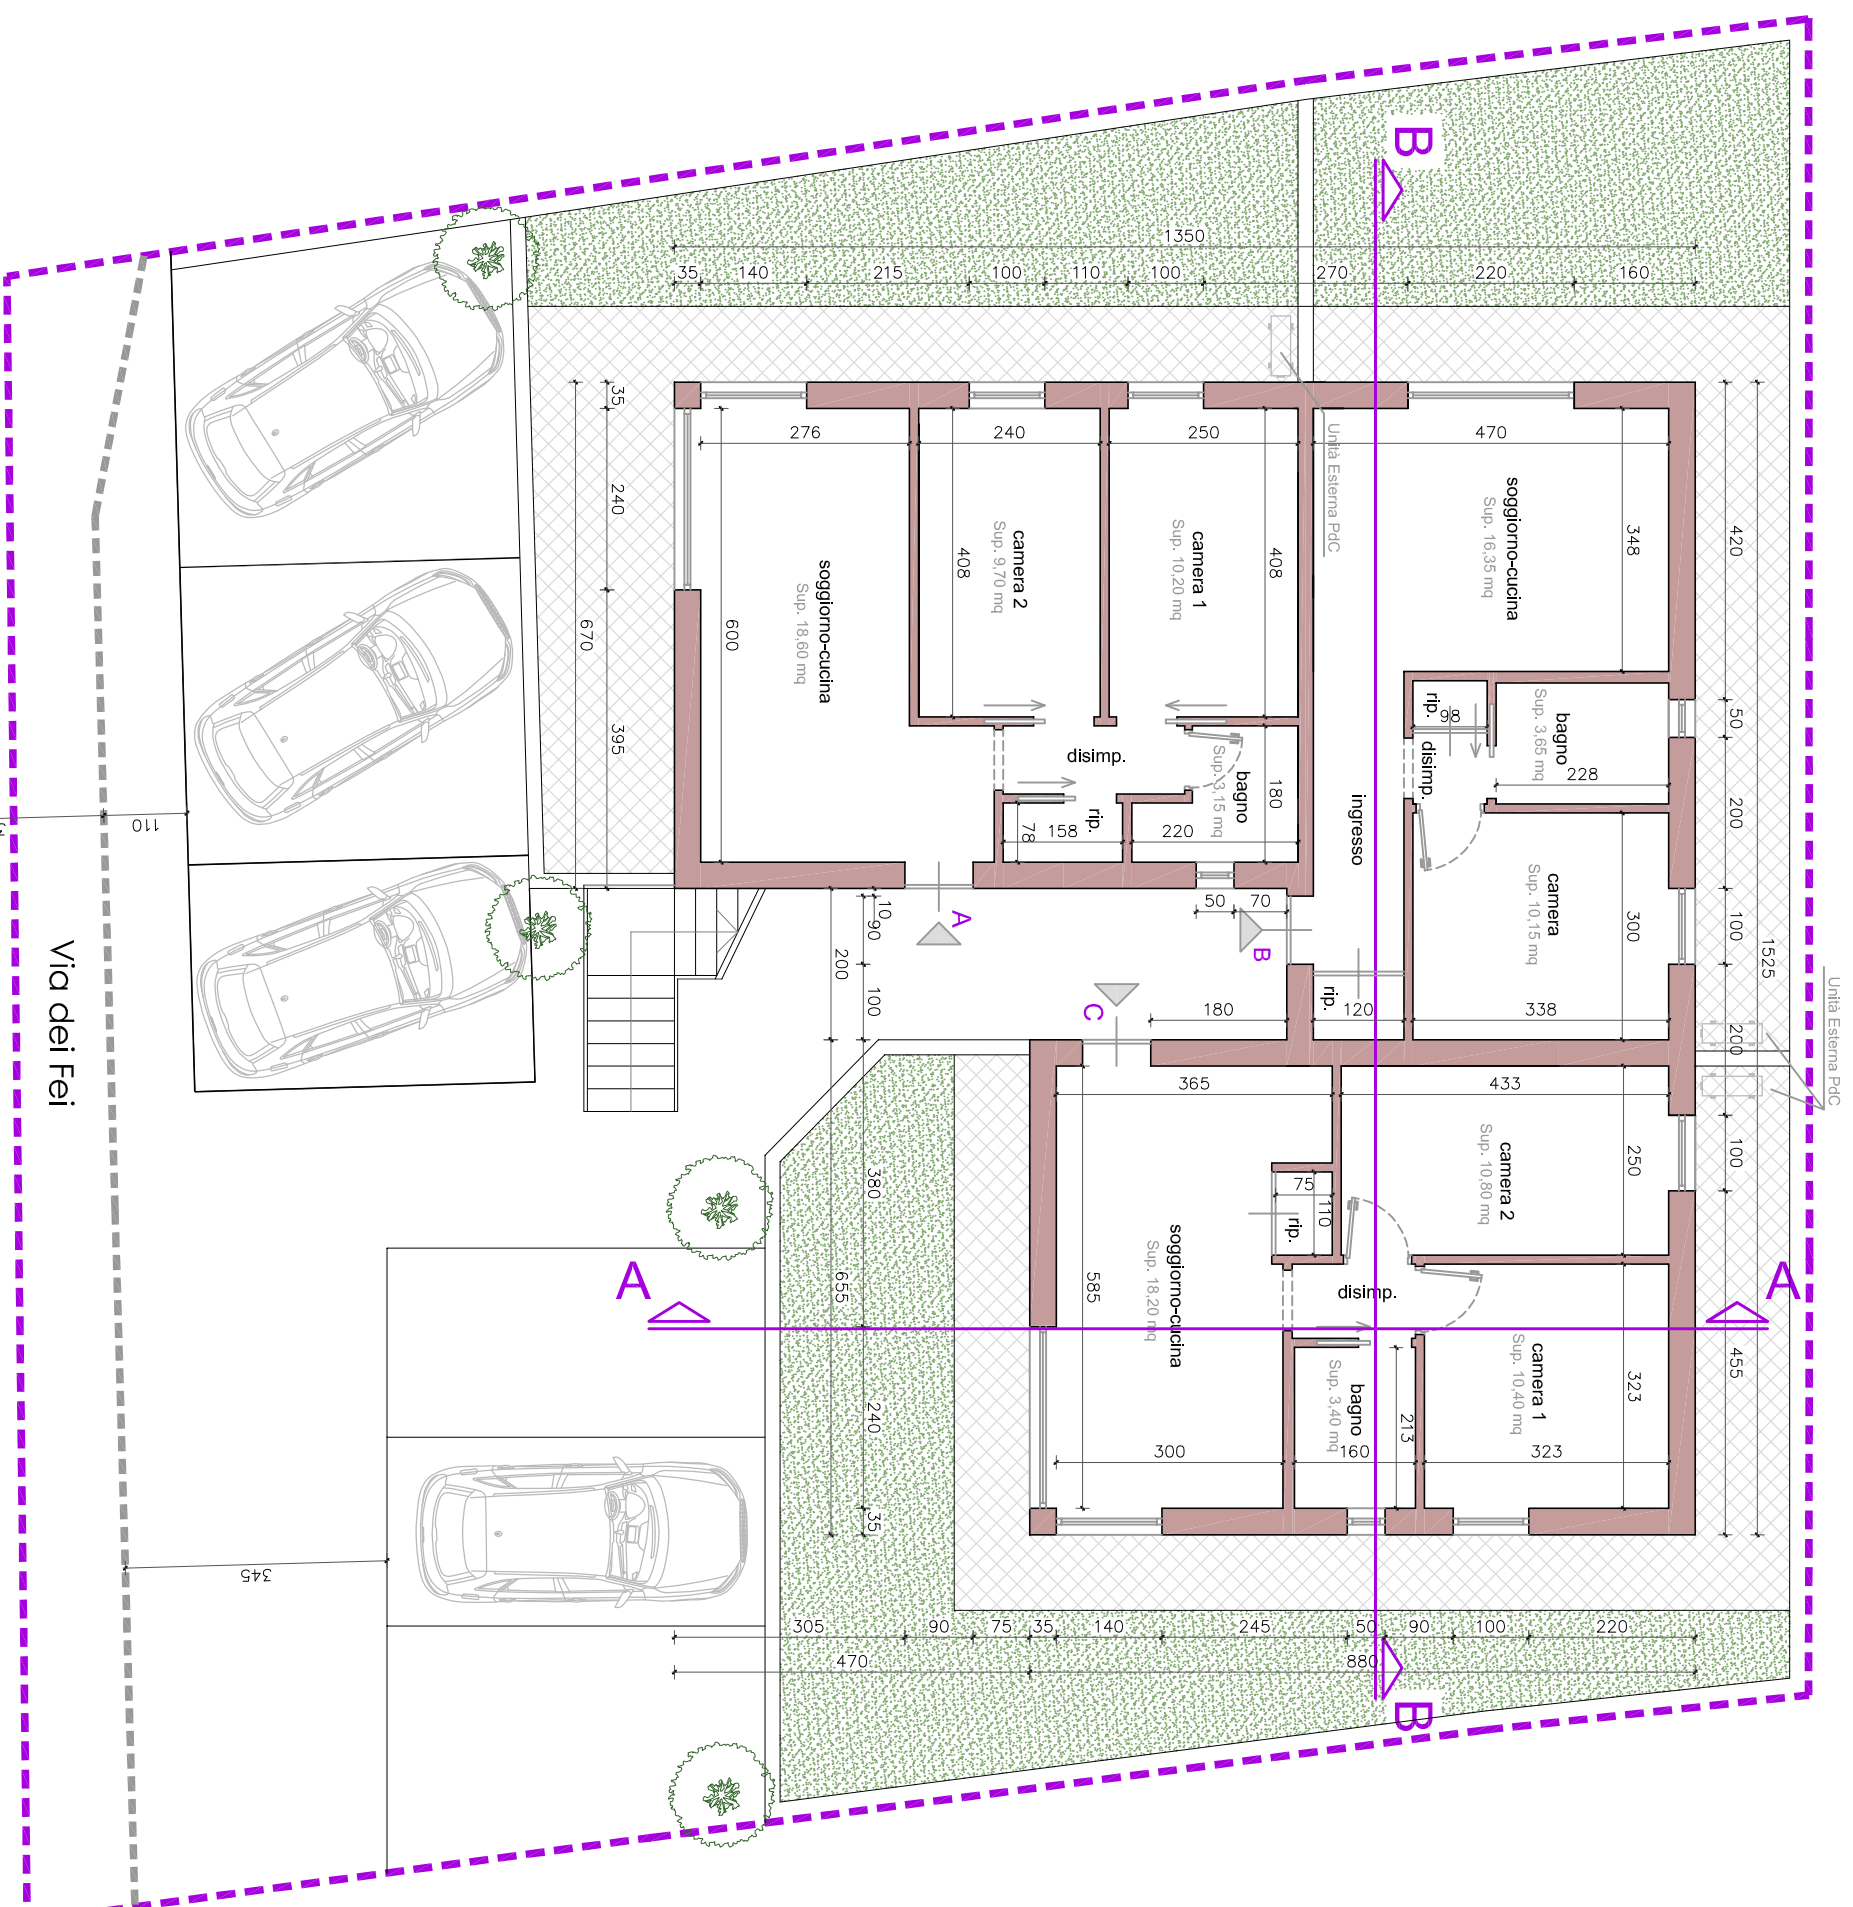 B
1350
35
140
215
100
110
100
270
220
160
35
240
395
670
276
240
250
470
600
408
408
348
soggiorno-cucina
Sup. 18,60 mq
camera 2
Sup. 9,70 mq
camera 1
Sup. 10,20 mq
Unità Esterna PdC
soggiorno-cucina
Sup. 16,35 mq
420
50
200
100
1525
200
100
455
disimp.
bagno
Sup. 3,15 mq
180
220
rip.
158
78
ingresso
rip.
98
disimp.
bagno
Sup. 3,65 mq
228
camera
Sup. 10,15 mq
300
338
rip.
120
Unità Esterna PdC
A
50
70
B
C
180
10
90
200
100
380
655
240
35
365
433
250
camera 2
Sup. 10,80 mq
75
110
rip.
585
soggiorno-cucina
Sup. 18,20 mq
disimp.
camera 1
Sup. 10,40 mq
323
323
bagno
Sup. 3,40 mq
160
213
300
A
A
305
90
75
35
140
245
50
90
100
220
470
880
B
110
345
Via dei Fei